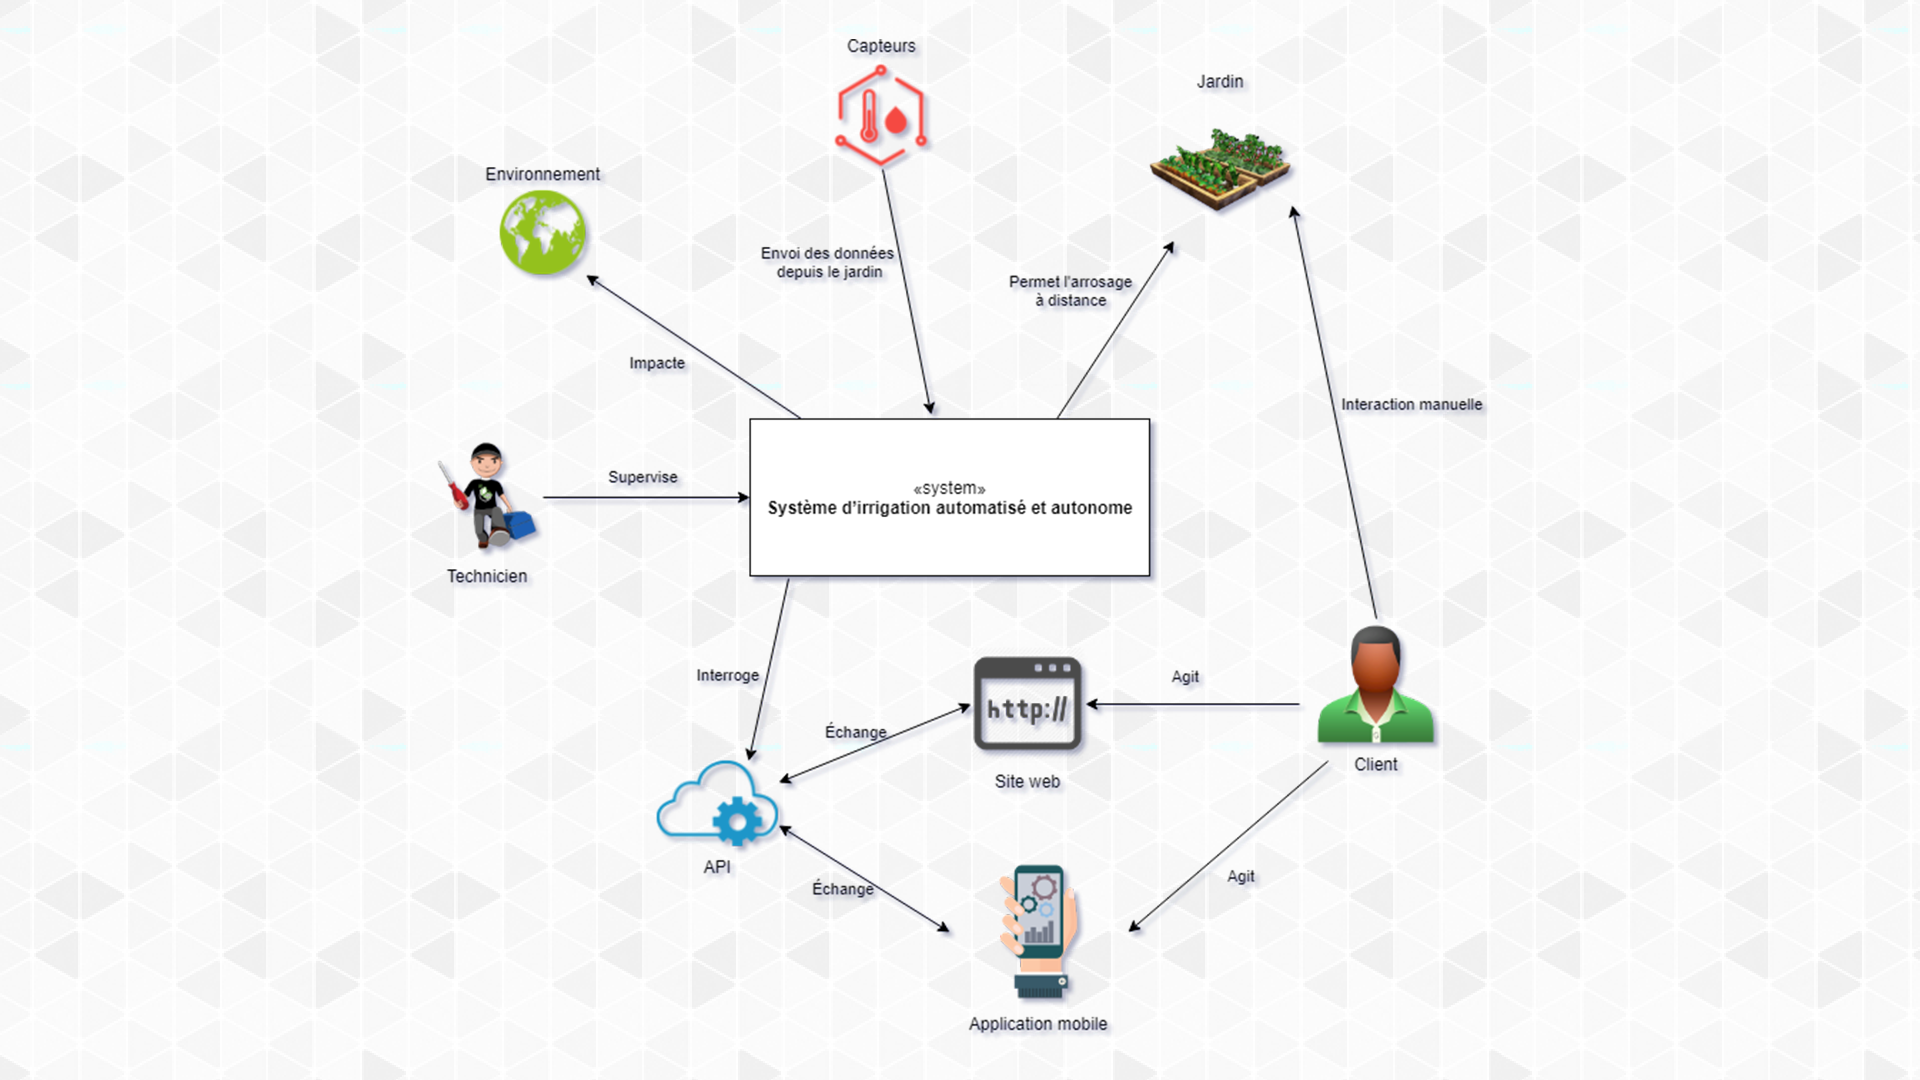 Capteurs
Jardin
Environnement
Envoi des données
depuis le jardin
Permet l'arrosage
à distance
Impacte
Interaction manuelle
Supervise
«system»
Système d'irrigation automatisé et autonome
Technicien
Interroge
Agit
http://
Échange
Client
Site web
API
Agit
Échange
Application mobile